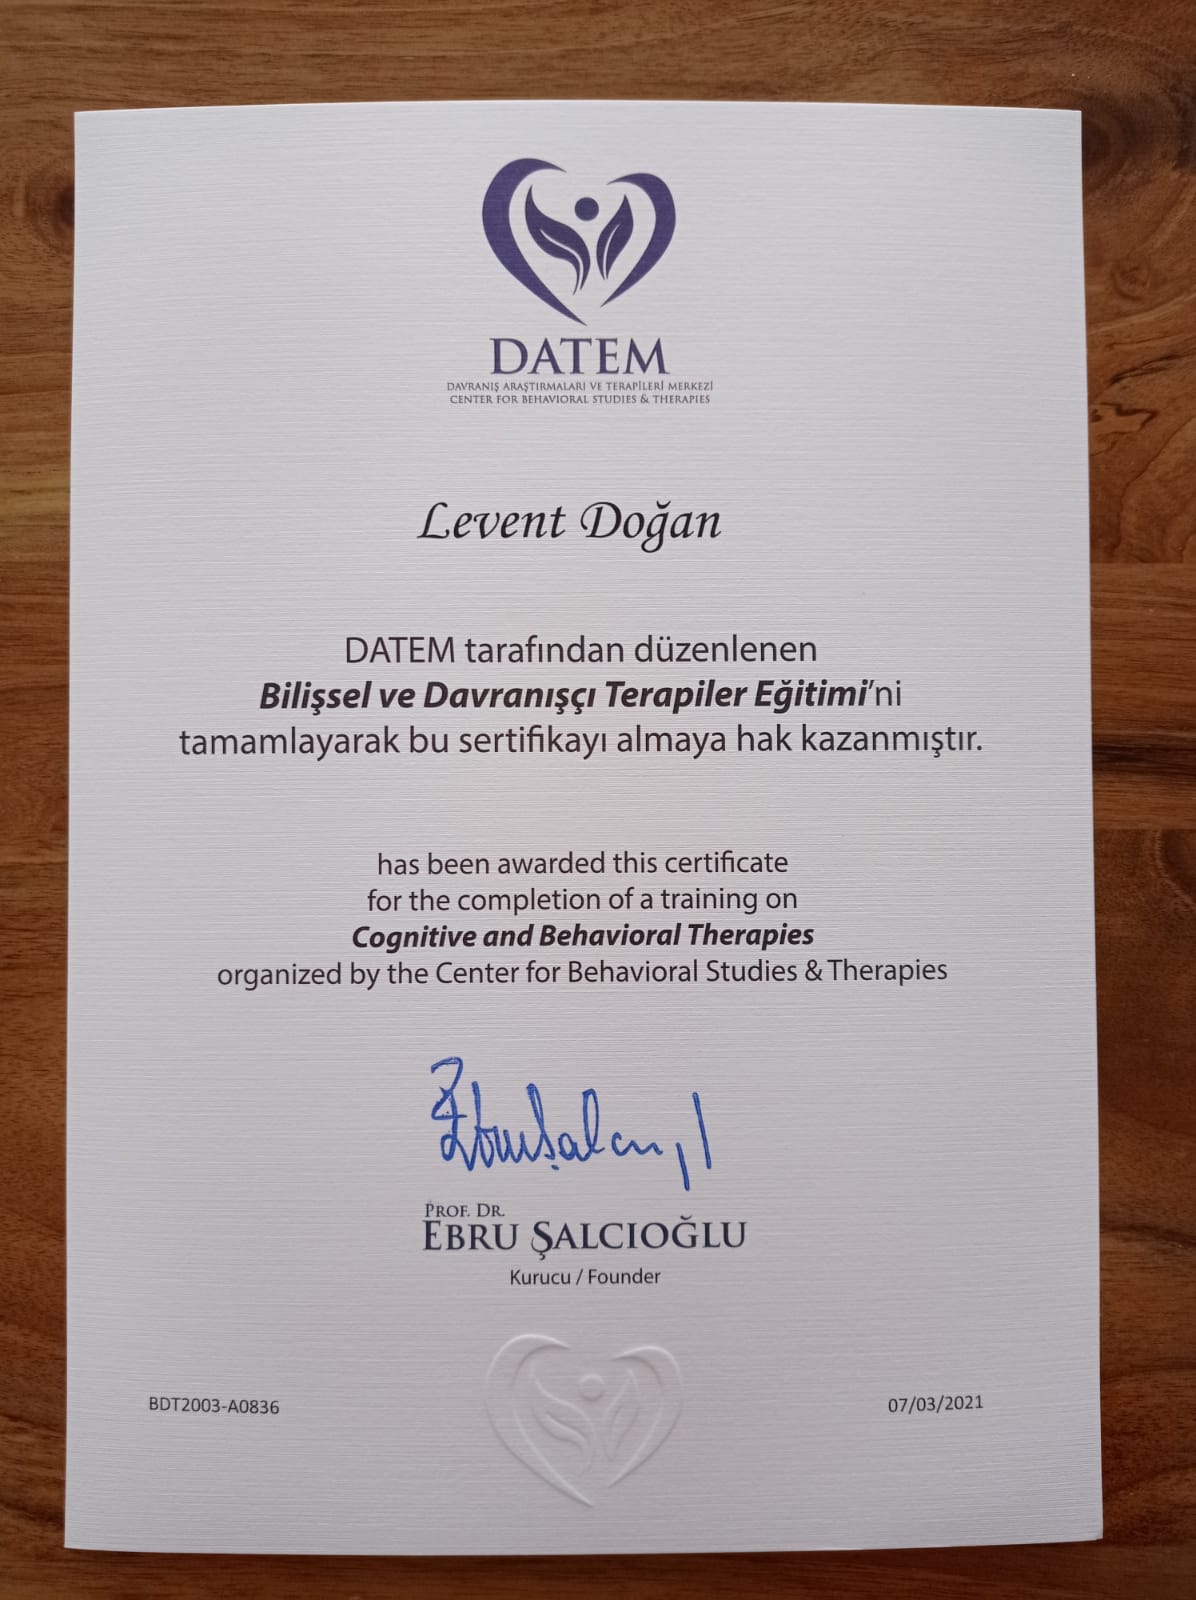 DATEM
DAVRANIŞ ARAŞTIRMALARI VE TERAPİLERİ MERKEZİ
CENTER FOR BEHAVIORAL STUDIES & THERAPIES
Levent Doğan
DATEM tarafından düzenlenen
Bilişsel ve Davranışçı Terapiler Eğitimi’ni
tamamlayarak bu sertifikayı almaya hak kazanmıştır.
has been awarded this certificate
for the completion of a training on
Cognitive and Behavioral Therapies
organized by the Center for Behavioral Studies & Therapies
PROF. DR.
EBRU ŞALCIOĞLU
Kurucu / Founder
BDT2003-A0836
07/03/2021